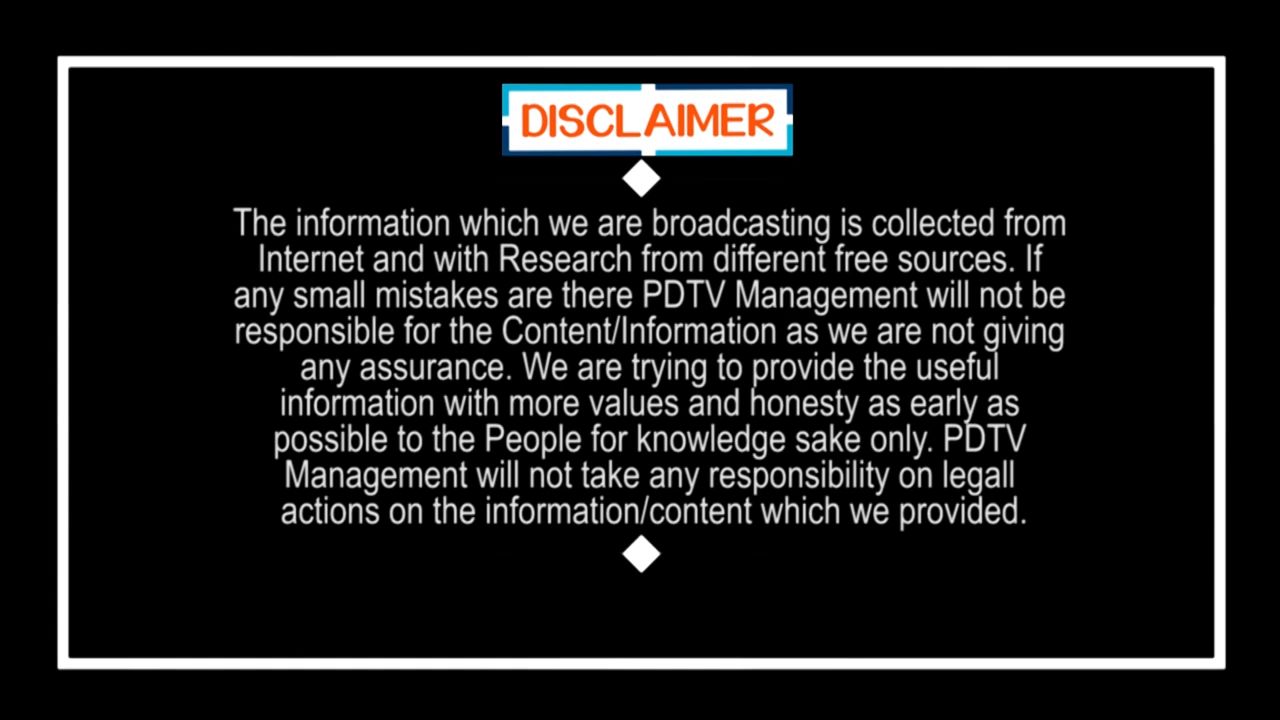 DISCLAIMER
The information which we are broadcasting is collected from
Internet and with Research from different free sources. If
any small mistakes are there PDTV Management will not be
responsible for the Content/Information as we are not giving
any assurance. We are trying to provide the useful
information with more values and honesty as early as
possible to the People for knowledge sake only. PDTV
Management will not take any responsibility on legall
actions on the information/content which we provided.